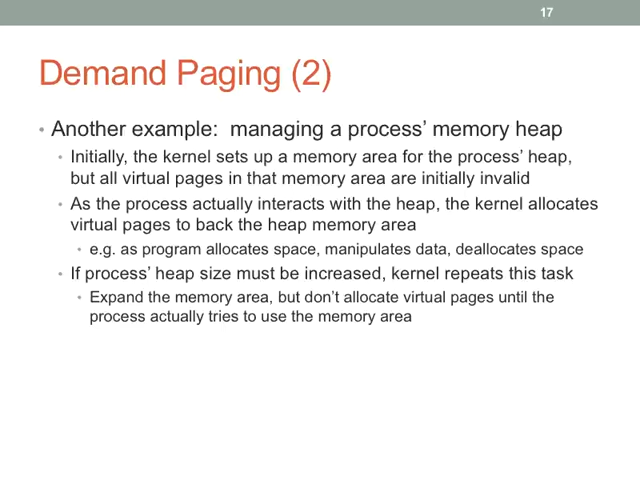 17
Demand Paging (2)
• Another example: managing a process’ memory heap
• Initially, the kernel sets up a memory area for the process’ heap,
but all virtual pages in that memory area are initially invalid
• As the process actually interacts with the heap, the kernel allocates
virtual pages to back the heap memory area
• e.g. as program allocates space, manipulates data, deallocates space
• If process’ heap size must be increased, kernel repeats this task
• Expand the memory area, but don’t allocate virtual pages until the
process actually tries to use the memory area